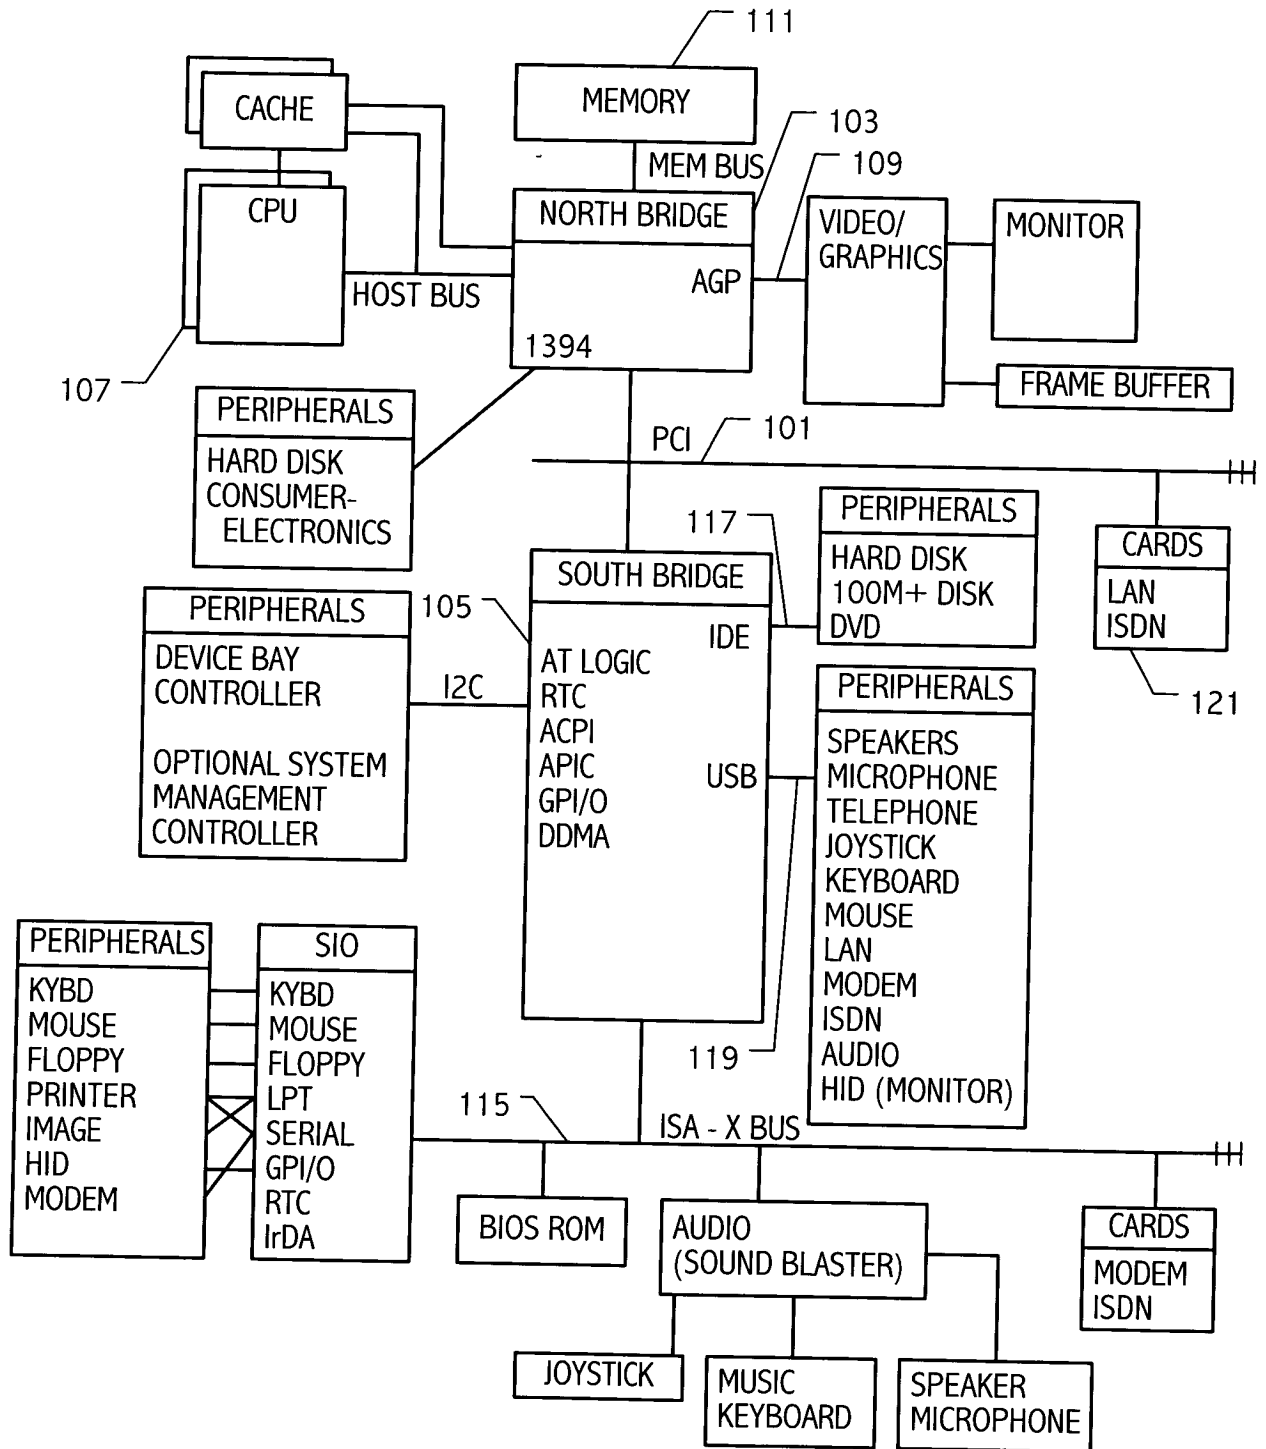 111
CACHE
MEMORY
103
MEM BUS
109
CPU
NORTH BRIDGE
VIDEO/
GRAPHICS
MONITOR
AGP
HOST BUS
1394
107
FRAME BUFFER
PERIPHERALS
HARD DISK
CONSUMER-
ELECTRONICS
PCI
101
117
PERIPHERALS
HARD DISK
100M+ DISK
DVD
CARDS
LAN
ISDN
121
SOUTH BRIDGE
105
IDE
AT LOGIC
RTC
ACPI
APIC
GPI/O
DDMA
USB
PERIPHERALS
DEVICE BAY
CONTROLLER
OPTIONAL SYSTEM
MANAGEMENT
CONTROLLER
I2C
PERIPHERALS
SPEAKERS
MICROPHONE
TELEPHONE
JOYSTICK
KEYBOARD
MOUSE
LAN
MODEM
ISDN
AUDIO
HID (MONITOR)
119
PERIPHERALS
KYBD
MOUSE
FLOPPY
PRINTER
IMAGE
HID
MODEM
SIO
KYBD
MOUSE
FLOPPY
LPT
SERIAL
GPI/O
RTC
IrDA
115
ISA - X BUS
BIOS ROM
AUDIO
(SOUND BLASTER)
CARDS
MODEM
ISDN
JOYSTICK
MUSIC
KEYBOARD
SPEAKER
MICROPHONE